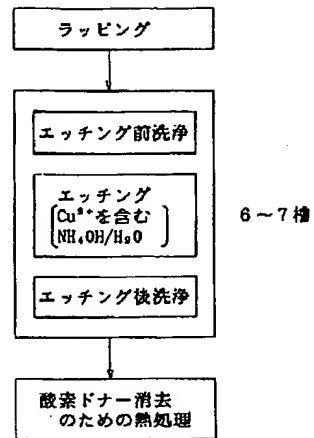 ラッピング
エッチング前洗浄
エッチング
Cu²⁺を含む
NH₄OH/H₂O
6～7槽
エッチング後洗浄
酸素ドナー消去
のための熱処理